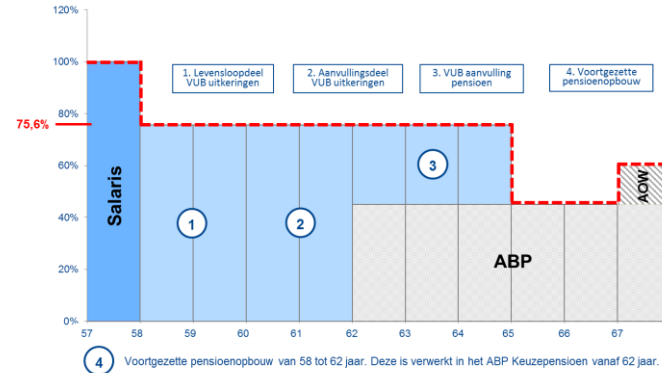 120%
100%
80%
75,6%
60%
40%
20%
0%
1. Levensloopdeel
VUB uitkeringen
2. Aanvullingsdeel
VUB uitkeringen
3. VUB aanvulling
pensioen
4. Voortgezette
pensioenopbouw
Salaris
1
2
3
ABP
AOW
57 58 59 60 61 62 63 64 65 66 67
4 Voortgezette pensioenopbouw van 58 tot 62 jaar. Deze is verwerkt in het ABP Keuzepensioen vanaf 62 jaar.